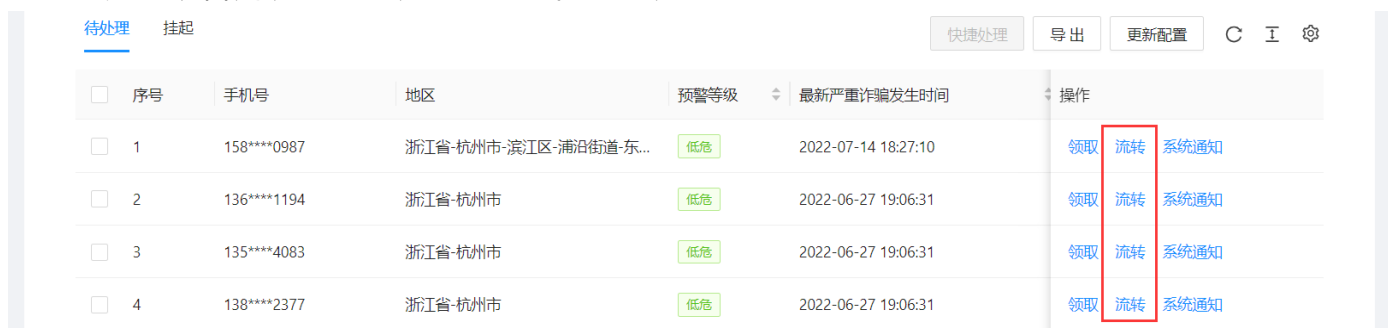 待处理 挂起 快捷处理 导出 更新配置
序号 手机号 地区 预警等级 最新严重诈骗发生时间 操作
1 158****0987 浙江省-杭州市-滨江区-浦沿街道-东... 低危 2022-07-14 18:27:10 领取 流转 系统通知
2 136****1194 浙江省-杭州市 低危 2022-06-27 19:06:31 领取 流转 系统通知
3 135****4083 浙江省-杭州市 低危 2022-06-27 19:06:31 领取 流转 系统通知
4 138****2377 浙江省-杭州市 低危 2022-06-27 19:06:31 领取 流转 系统通知